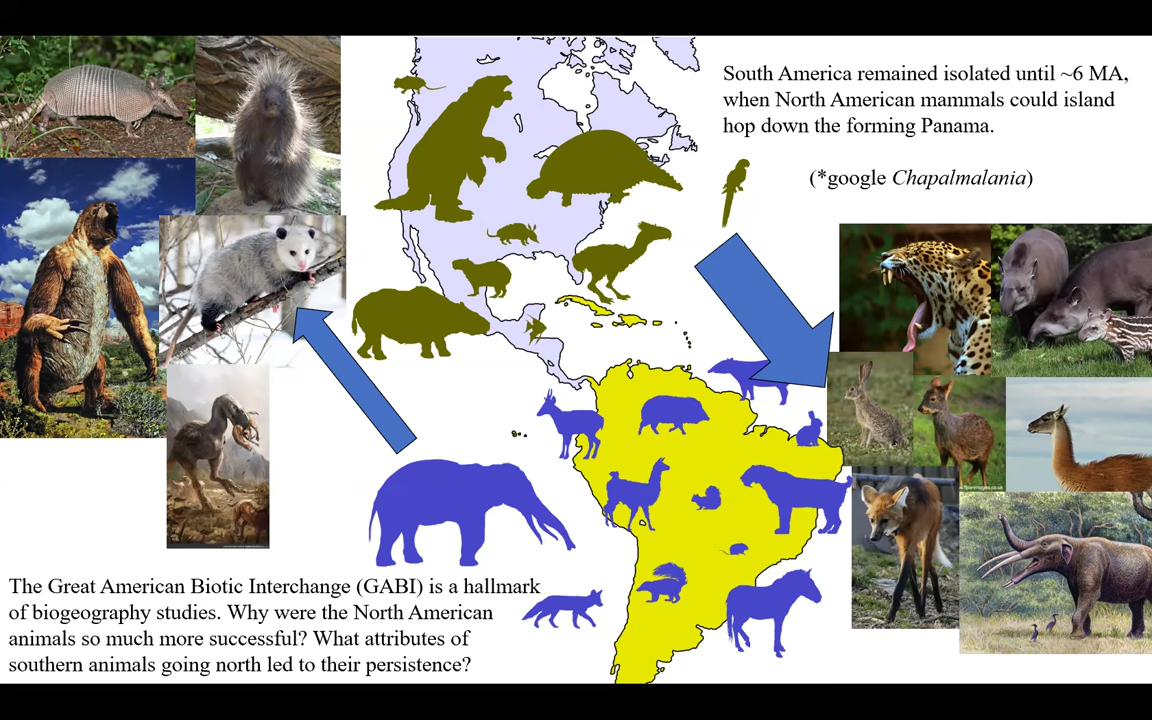 South America remained isolated until ~6 MA,
when North American mammals could island
hop down the forming Panama.
(*google Chapalmalania)
The Great American Biotic Interchange (GABI) is a hallmark
of biogeography studies. Why were the North American
animals so much more successful? What attributes of
southern animals going north led to their persistence?